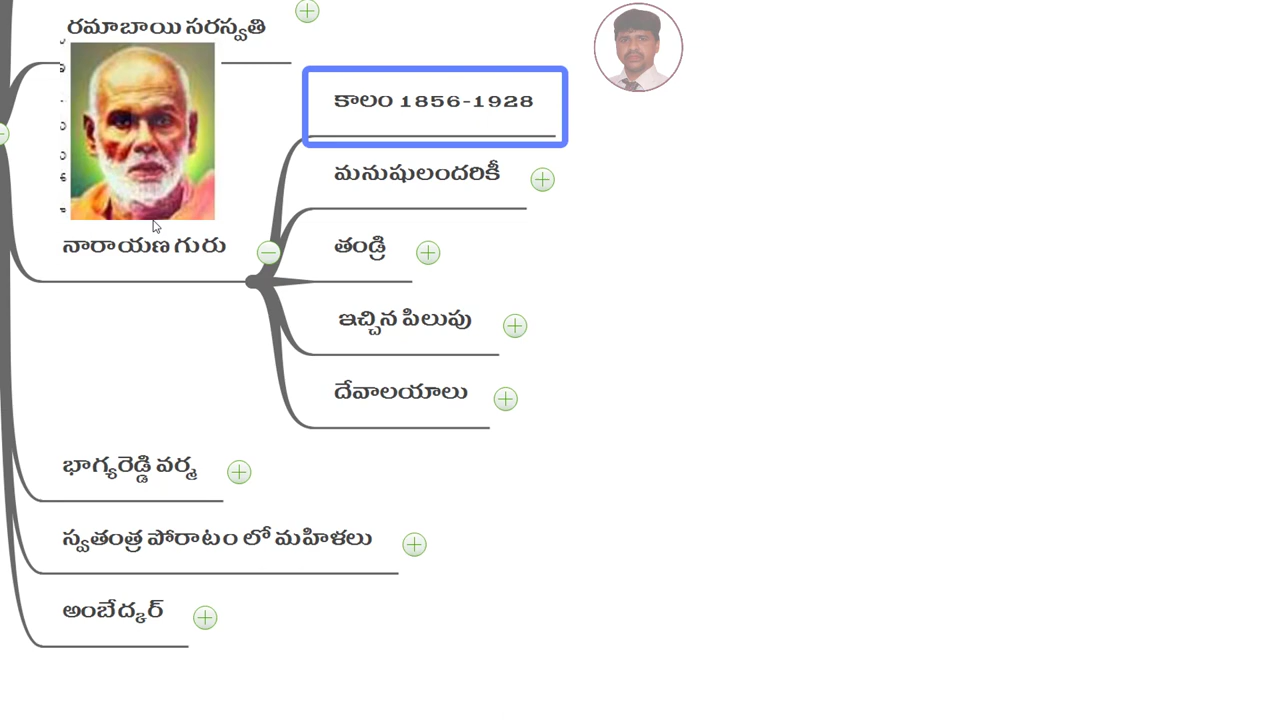 రమాబాయి సరస్వతి
కాలం 1856-1928
మనుషులందరికీ
నారాయణ గురు
తండ్రి
ఇచ్చిన పిలుపు
దేవాలయాలు
భాగ్యరెడ్డి వర్మ
స్వతంత్ర పోరాటం లో మహిళలు
అంబేద్కర్